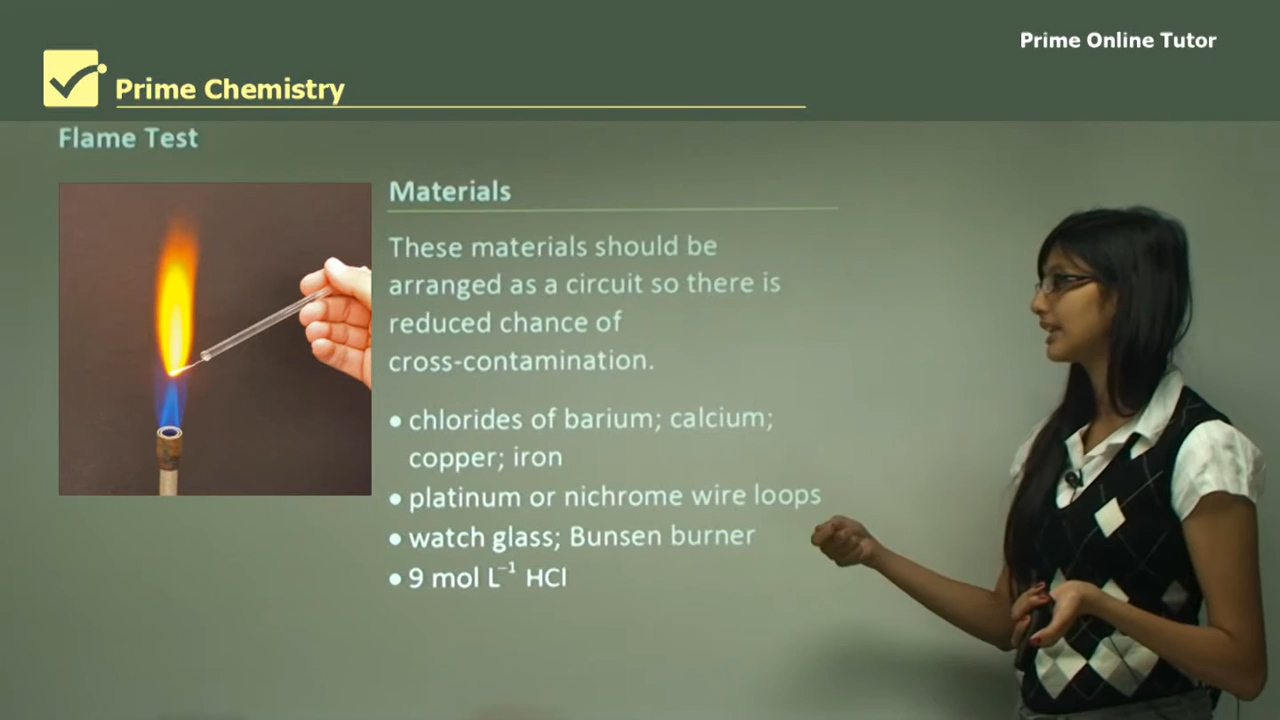 Prime Online Tutor
Prime Chemistry
Flame Test
Materials
These materials should be
arranged as a circuit so there is
reduced chance of
cross-contamination.
• chlorides of barium; calcium;
copper; iron
• platinum or nichrome wire loops
• watch glass; Bunsen burner
• 9 mol L⁻¹ HCl